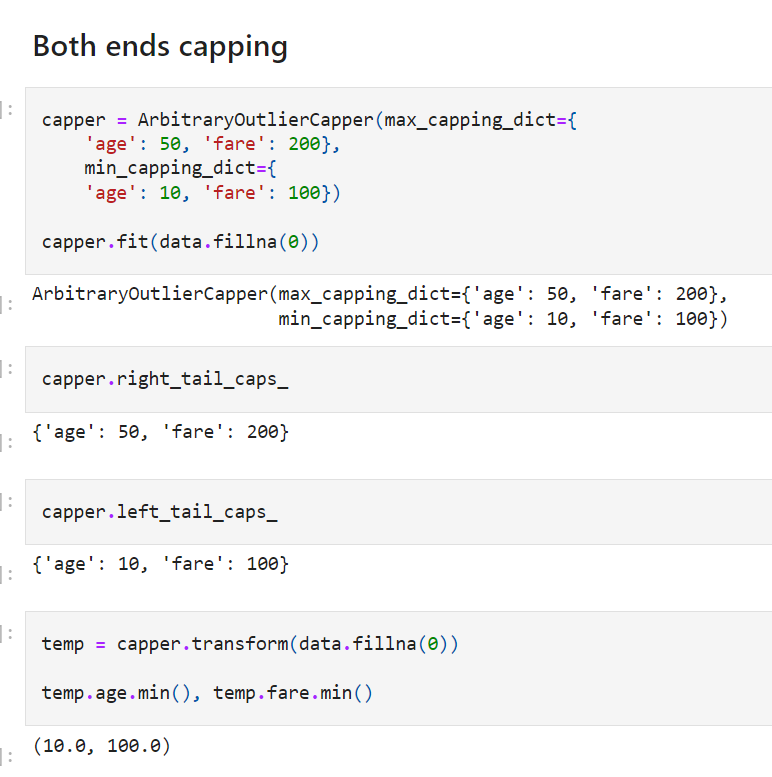 Both ends capping
]:
capper = ArbitraryOutlierCapper(max_capping_dict={
    'age': 50, 'fare': 200},
    min_capping_dict={
    'age': 10, 'fare': 100})
capper.fit(data.fillna(0))
]:
ArbitraryOutlierCapper(max_capping_dict={'age': 50, 'fare': 200},
                       min_capping_dict={'age': 10, 'fare': 100})
]:
capper.right_tail_caps_
]:
{'age': 50, 'fare': 200}
]:
capper.left_tail_caps_
]:
{'age': 10, 'fare': 100}
]:
temp = capper.transform(data.fillna(0))
temp.age.min(), temp.fare.min()
]:
(10.0, 100.0)